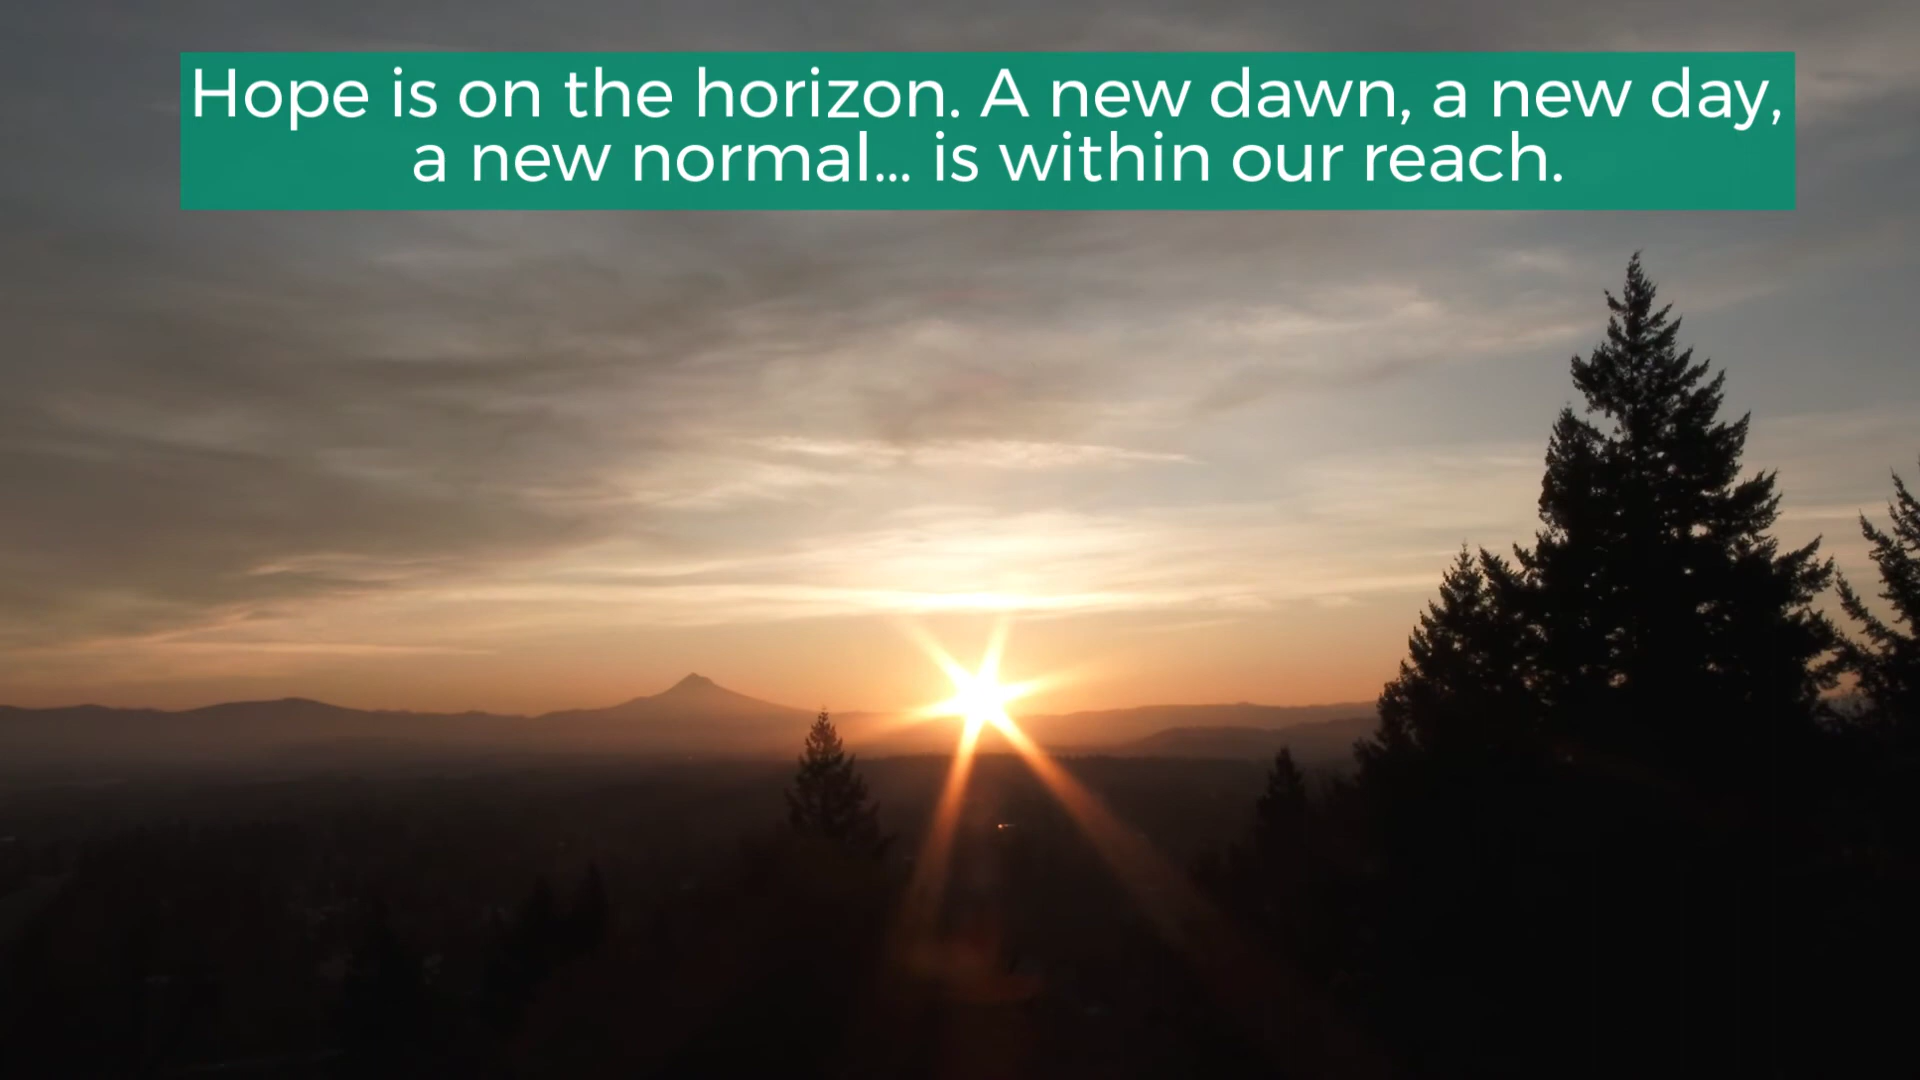 Hope is on the horizon. A new dawn, a new day,
a new normal... is within our reach.